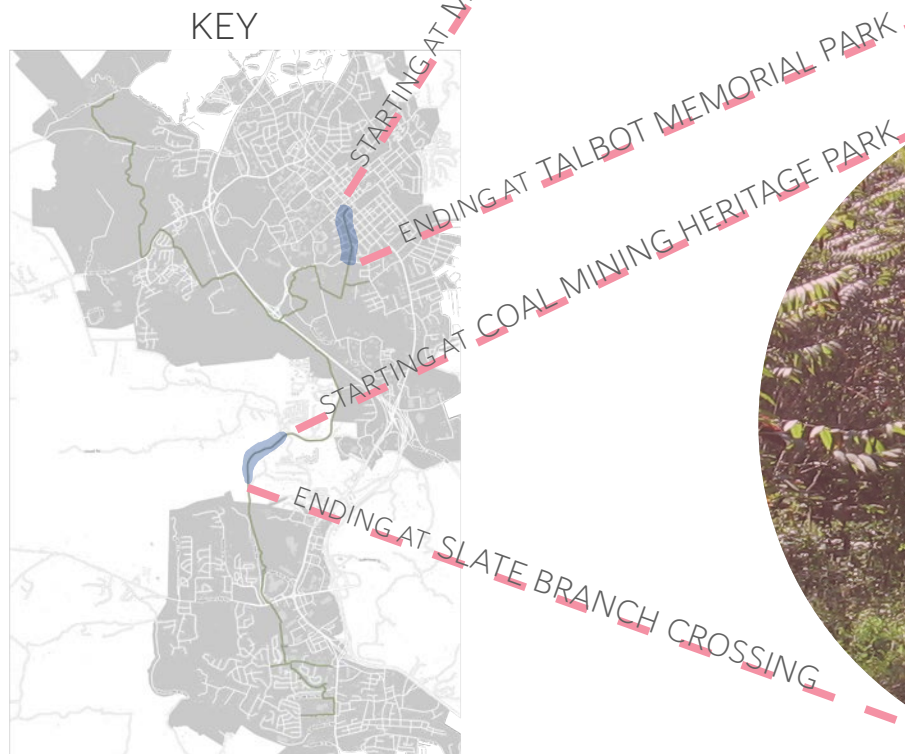 KEY
STARTING AT
ENDING AT TALBOT MEMORIAL PARK
STARTING AT COAL MINING HERITAGE PARK
ENDING AT SLATE BRANCH CROSSING